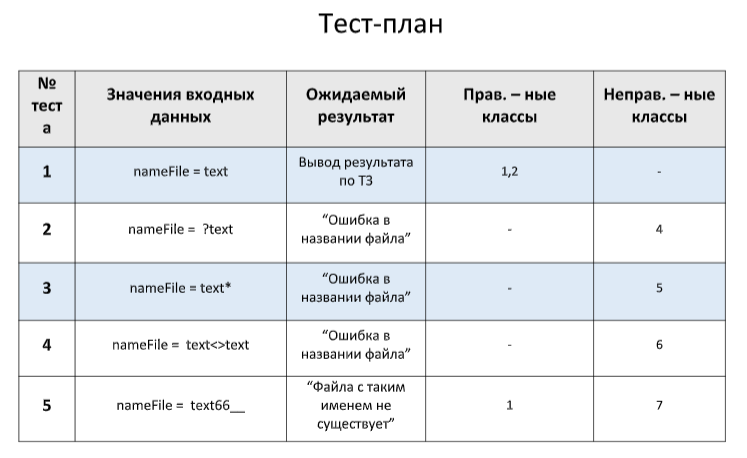 Тест-план
№
тест
а
Значения входных
данных
Ожидаемый
результат
Прав. – ные
классы
Неправ. – ные
классы
1
nameFile = text
Вывод результата
по ТЗ
1,2
-
2
nameFile =  ?text
“Ошибка в
названии файла”
-
4
3
nameFile = text*
“Ошибка в
названии файла”
-
5
4
nameFile =  text<>text
“Ошибка в
названии файла”
-
6
5
nameFile =  text66__
“Файла с таким
именем не
существует”
1
7